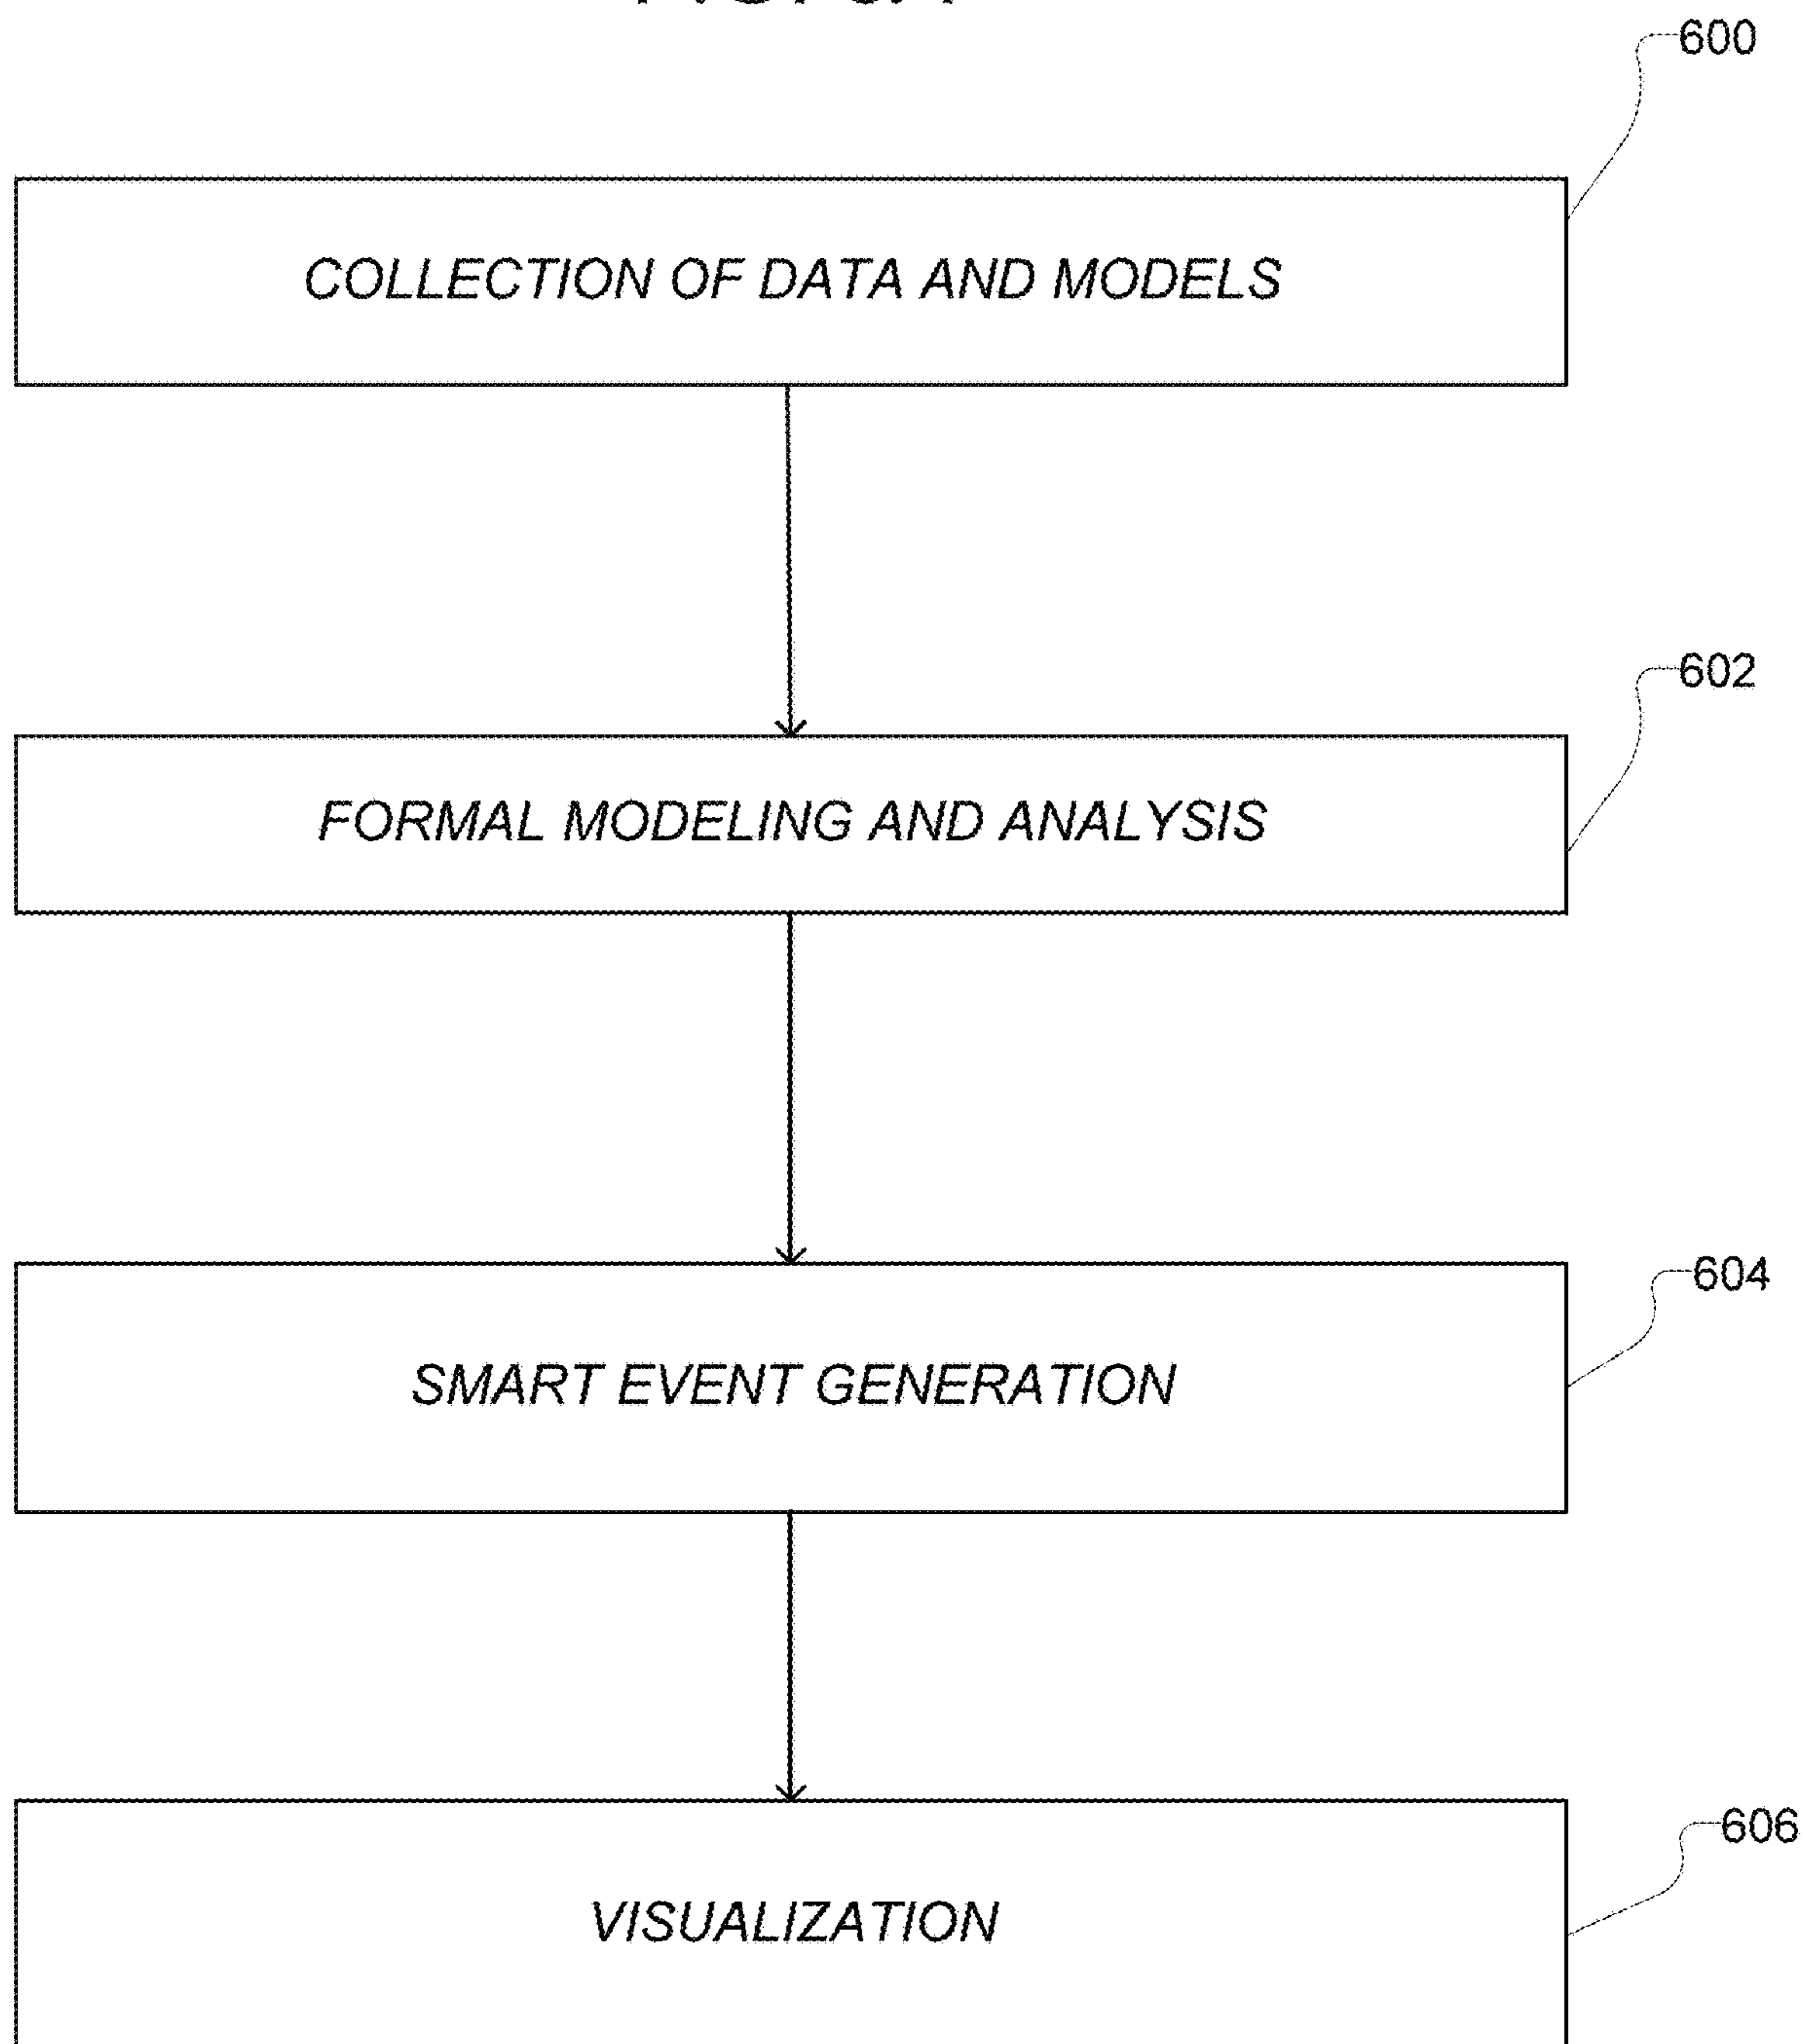 600
COLLECTION OF DATA AND MODELS
602
FORMAL MODELING AND ANALYSIS
604
SMART EVENT GENERATION
606
VISUALIZATION